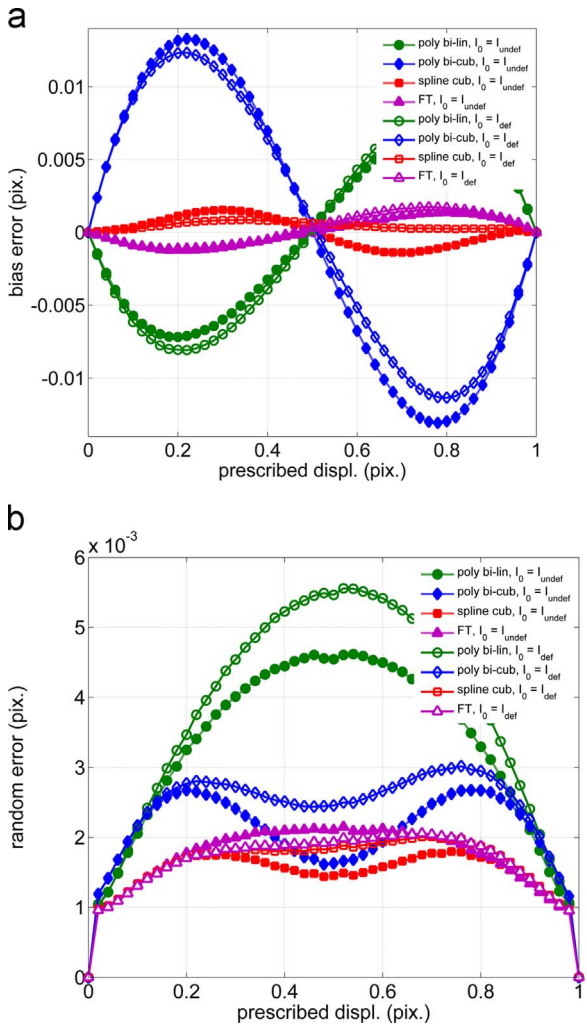 a
0.01
0.005
0
-0.005
-0.01
bias error (pix.)
poly bi-lin, I0 = Iundef
poly bi-cub, I0 = Iundef
spline cub, I0 = Iundef
FT, I0 = Iundef
poly bi-lin, I0 = Idef
poly bi-cub, I0 = Idef
spline cub, I0 = Idef
FT, I0 = Idef
0 0.2 0.4 0.6 0.8 1
prescribed displ. (pix.)
b
x 10-3
6
5
4
3
2
1
0
random error (pix.)
poly bi-lin, I0 = Iundef
poly bi-cub, I0 = Iundef
spline cub, I0 = Iundef
FT, I0 = Iundef
poly bi-lin, I0 = Idef
poly bi-cub, I0 = Idef
spline cub, I0 = Idef
FT, I0 = Idef
0 0.2 0.4 0.6 0.8 1
prescribed displ. (pix.)